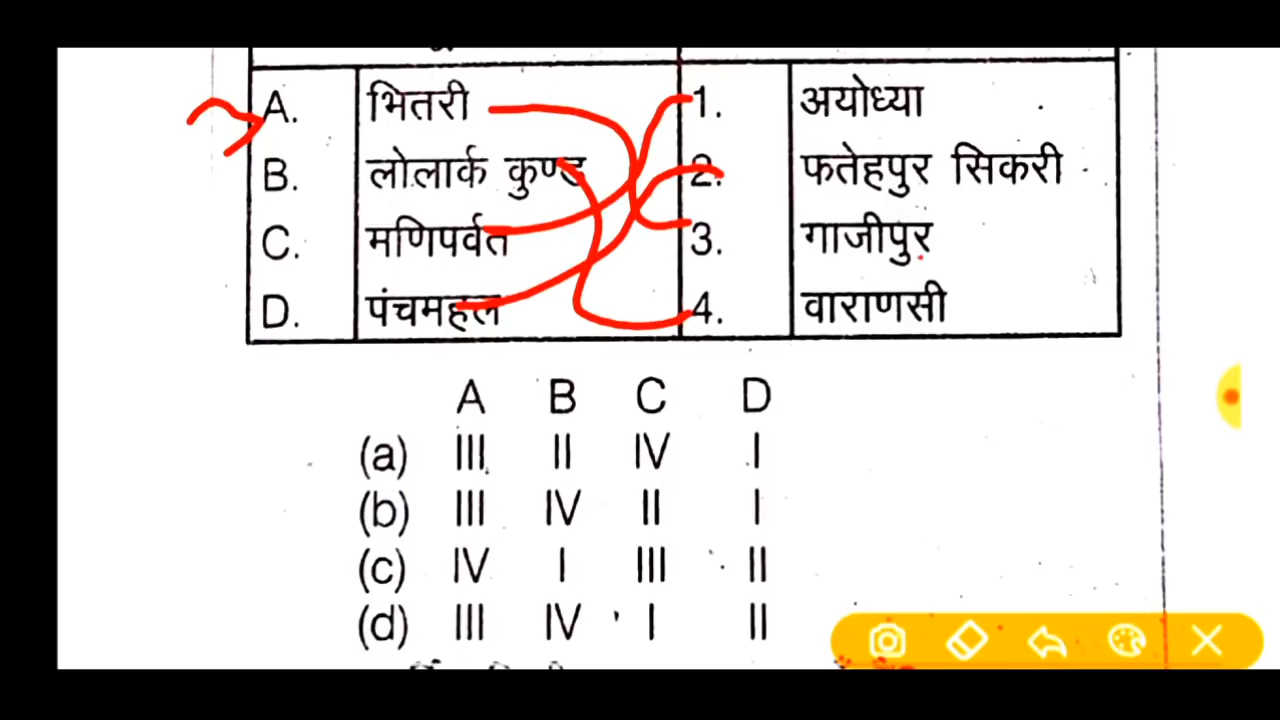 A. भितरी 1. अयोध्या
B. लोलार्क कुण्ड 2. फतेहपुर सिकरी
C. मणिपर्वत 3. गाजीपुर
D. पंचमहल 4. वाराणसी
A B C D
(a) III II IV I
(b) III IV II I
(c) IV I III II
(d) III IV I II